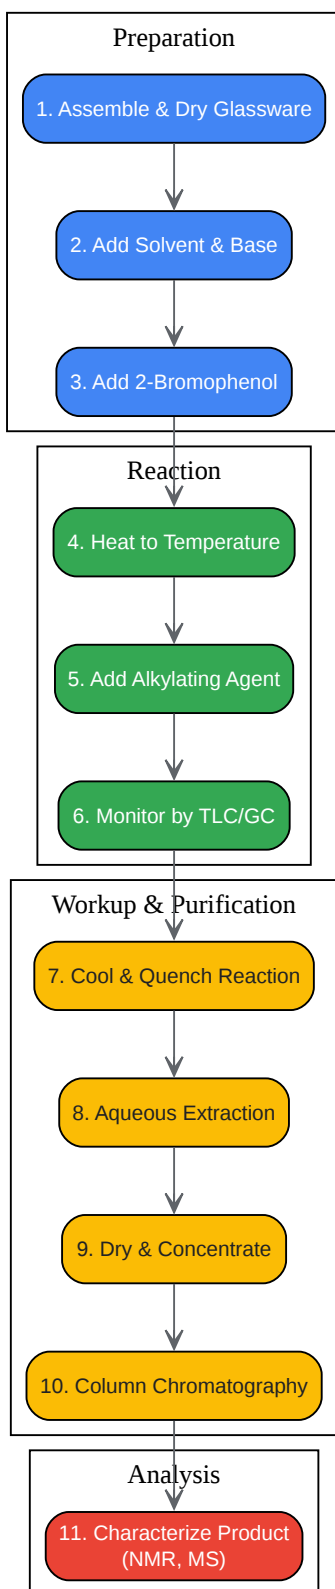 Preparation
1. Assemble & Dry Glassware
2. Add Solvent & Base
3. Add 2-Bromophenol
Reaction
4. Heat to Temperature
5. Add Alkylating Agent
6. Monitor by TLC/GC
Workup & Purification
7. Cool & Quench Reaction
8. Aqueous Extraction
9. Dry & Concentrate
10. Column Chromatography
Analysis
11. Characterize Product
(NMR, MS)